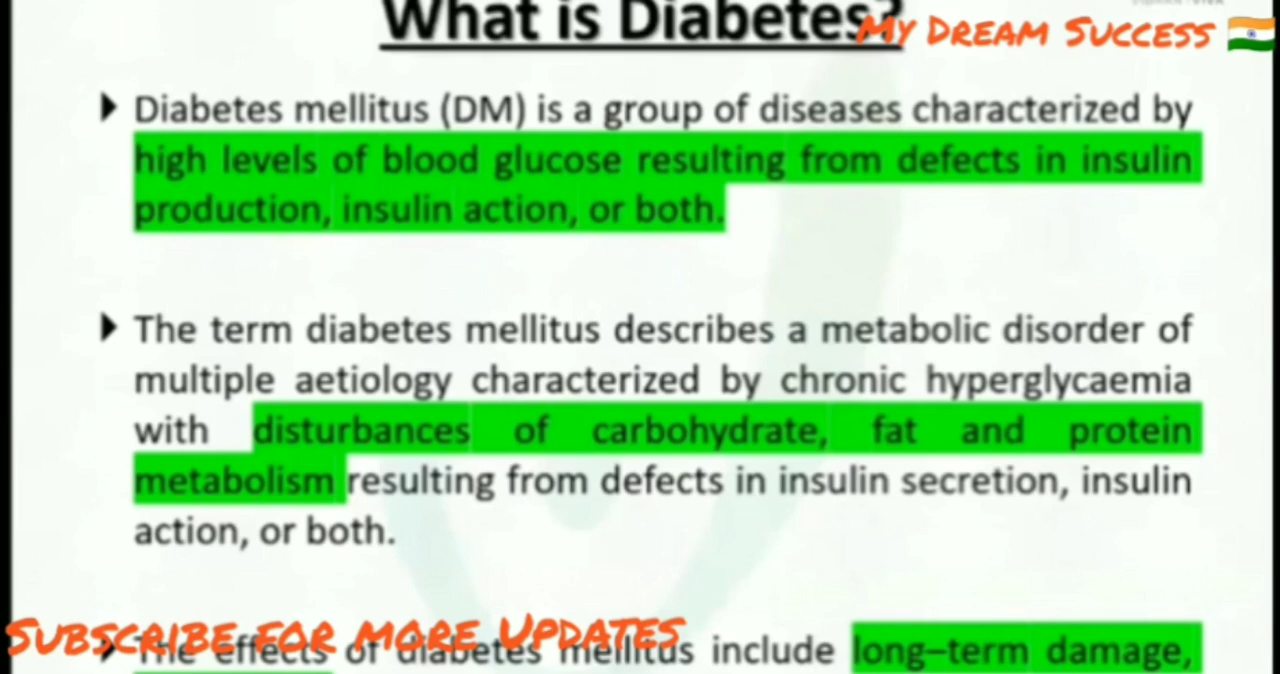 What is Diabetes?
My Dream Success 🇮🇳
Diabetes mellitus (DM) is a group of diseases characterized by
high levels of blood glucose resulting from defects in insulin
production, insulin action, or both.
The term diabetes mellitus describes a metabolic disorder of
multiple aetiology characterized by chronic hyperglycaemia
with disturbances of carbohydrate, fat and protein
metabolism resulting from defects in insulin secretion, insulin
action, or both.
Subscribe for more Updates
The effects of diabetes mellitus include long–term damage,